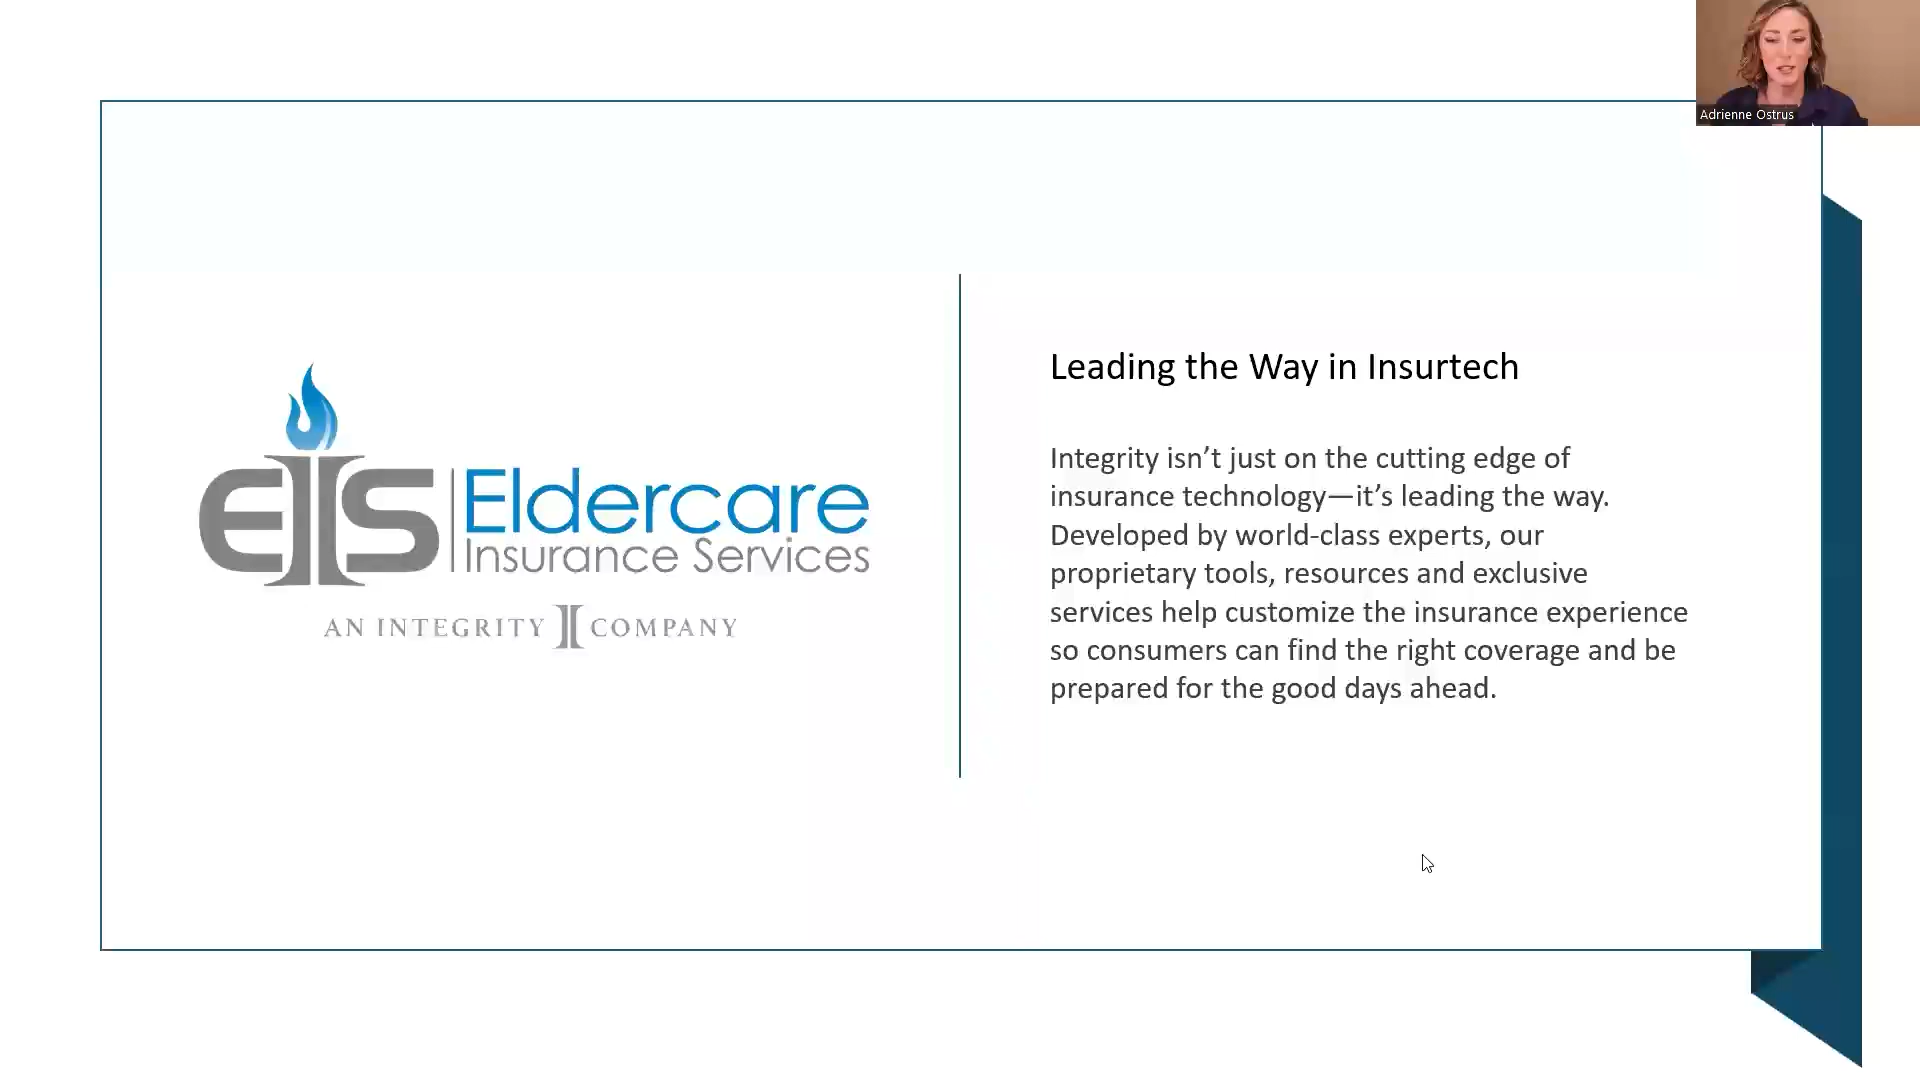 Adrienne Ostrus
EIS
Eldercare
Insurance Services
AN INTEGRITY COMPANY
Leading the Way in Insurtech
Integrity isn’t just on the cutting edge of
insurance technology—it’s leading the way.
Developed by world-class experts, our
proprietary tools, resources and exclusive
services help customize the insurance experience
so consumers can find the right coverage and be
prepared for the good days ahead.